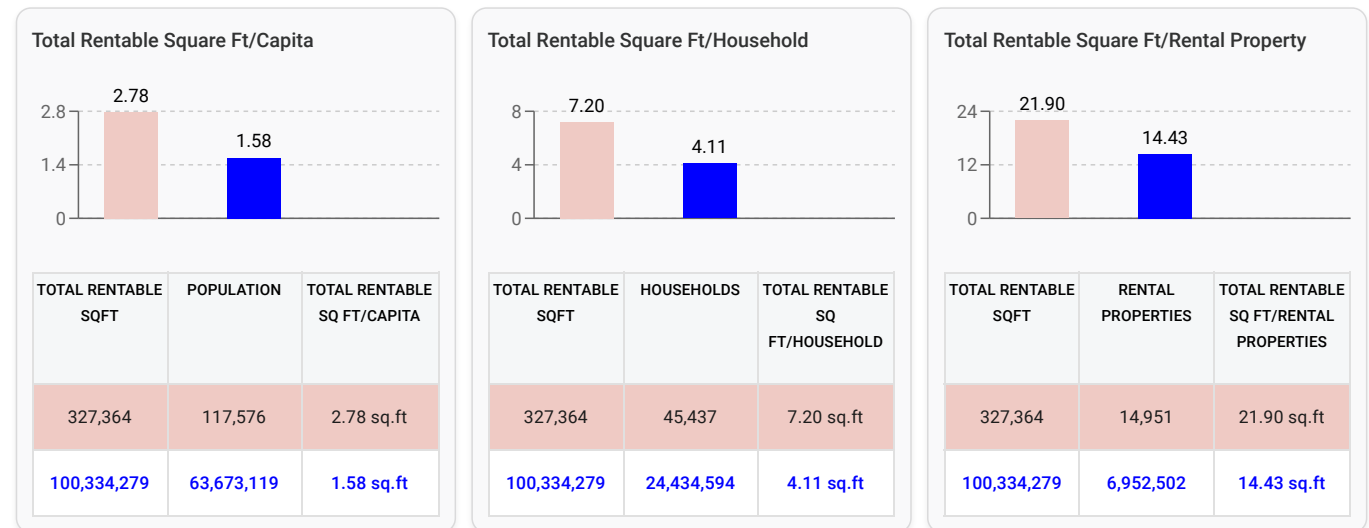 Total Rentable Square Ft/Capita
2.78
2.8
1.58
1.4
0
TOTAL RENTABLE SQFT
POPULATION
TOTAL RENTABLE SQ FT/CAPITA
327,364
117,576
2.78 sq.ft
100,334,279
63,673,119
1.58 sq.ft
Total Rentable Square Ft/Household
7.20
8
4.11
4
0
TOTAL RENTABLE SQFT
HOUSEHOLDS
TOTAL RENTABLE SQ FT/HOUSEHOLD
327,364
45,437
7.20 sq.ft
100,334,279
24,434,594
4.11 sq.ft
Total Rentable Square Ft/Rental Property
21.90
24
14.43
12
0
TOTAL RENTABLE SQFT
RENTAL PROPERTIES
TOTAL RENTABLE SQ FT/RENTAL PROPERTIES
327,364
14,951
21.90 sq.ft
100,334,279
6,952,502
14.43 sq.ft